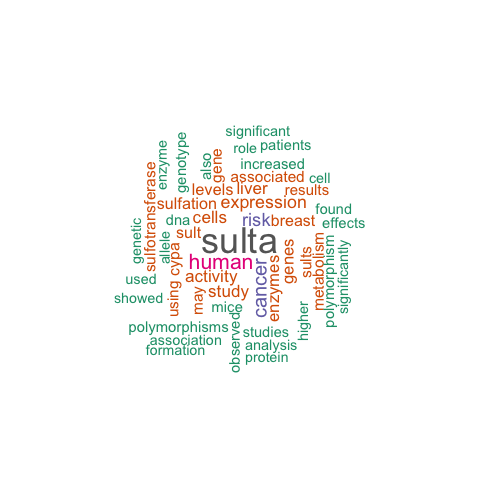 significant
role
patients
enzyme
genotype
also
gene
increased
associated
cell
sulfotransferase
levels
liver
results
sulfation
expression
found
genetic
allele
dna
cells
risk
breast
effects
sult
sulta
human
cancer
enzymes
genes
sults
metabolism
polymorphism
significantly
used
using
cypa
activity
showed
may
study
mice
higher
polymorphisms
studies
association
observed
analysis
formation
protein